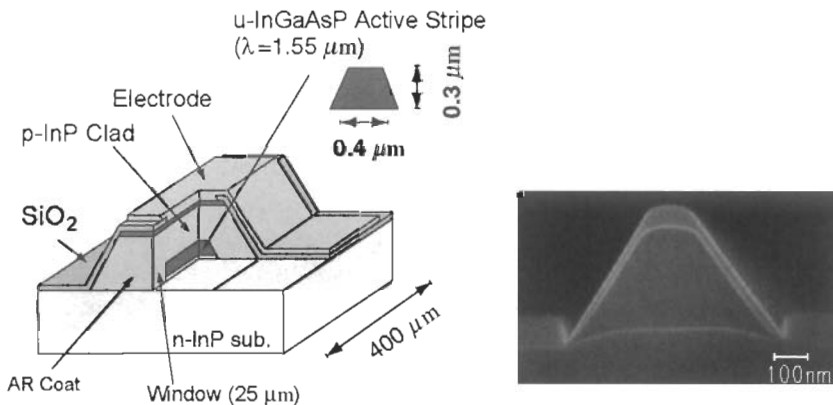 u-InGaAsP Active Stripe
(λ=1.55 μm)
Electrode
0.3 μm
p-InP Clad
0.4 μm
SiO₂
n-InP sub.
400 μm
AR Coat
Window (25 μm)
100nm